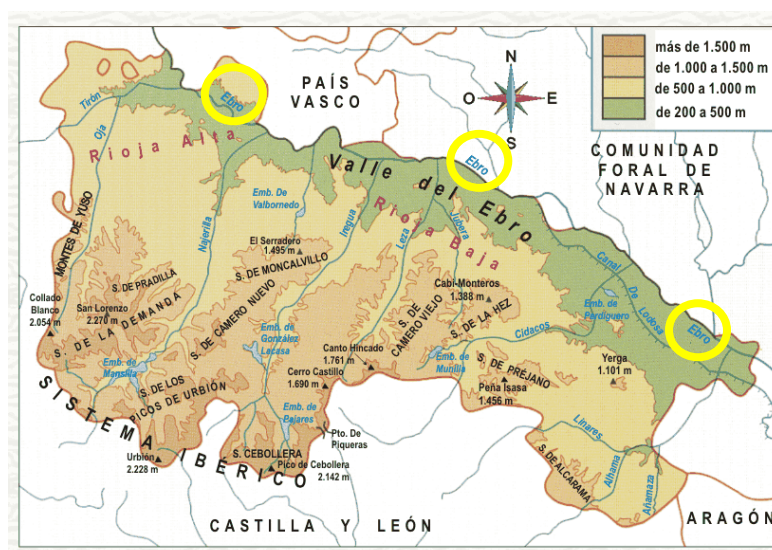 más de 1.500 m
de 1.000 a 1.500 m
de 500 a 1.000 m
de 200 a 500 m
N
O
E
S
PAÍS
VASCO
COMUNIDAD
FORAL DE
NAVARRA
Tirón
Ebro
Oja
Rioja Alta
Ebro
Valle del Ebro
Rioja Baja
MONTES DE YUSO
Najerilla
Emb. De
Valbornedo
Iregua
Leza
Jubera
El Serradero
1.495 m
S. DE MONCALVILLO
S. DE PRADILLA
Collado
Blanco
2.054 m
San Lorenzo
2.270 m
S. DE LA DEMANDA
S. DE CAMERO NUEVO
Cabi-Monteros
1.388 m
S. DE
CAMERO VIEJO
S. DE LA HEZ
Canal De Lodosa
Emb. de
Perdiguero
Ebro
Cidacos
Emb. de
Gonzalez
Lacasa
Canto Hincado
1.761 m
Emb. de
Munilla
Emb. de
Mansilla
Cerro Castillo
1.690 m
S. DE PRÉJANO
Peña Isasa
1.456 m
Yerga
1.101 m
S. DE LOS
PICOS DE URBIÓN
Emb. de
Pajares
Pto. De
Piqueras
SISTEMA IBÉRICO
Urbión
2.228 m
S. CEBOLLERA
Pico de Cebollera
2.142 m
Linares
S. DE ALCARAMA
Alhama
Añamaza
CASTILLA Y LEÓN
ARAGÓN